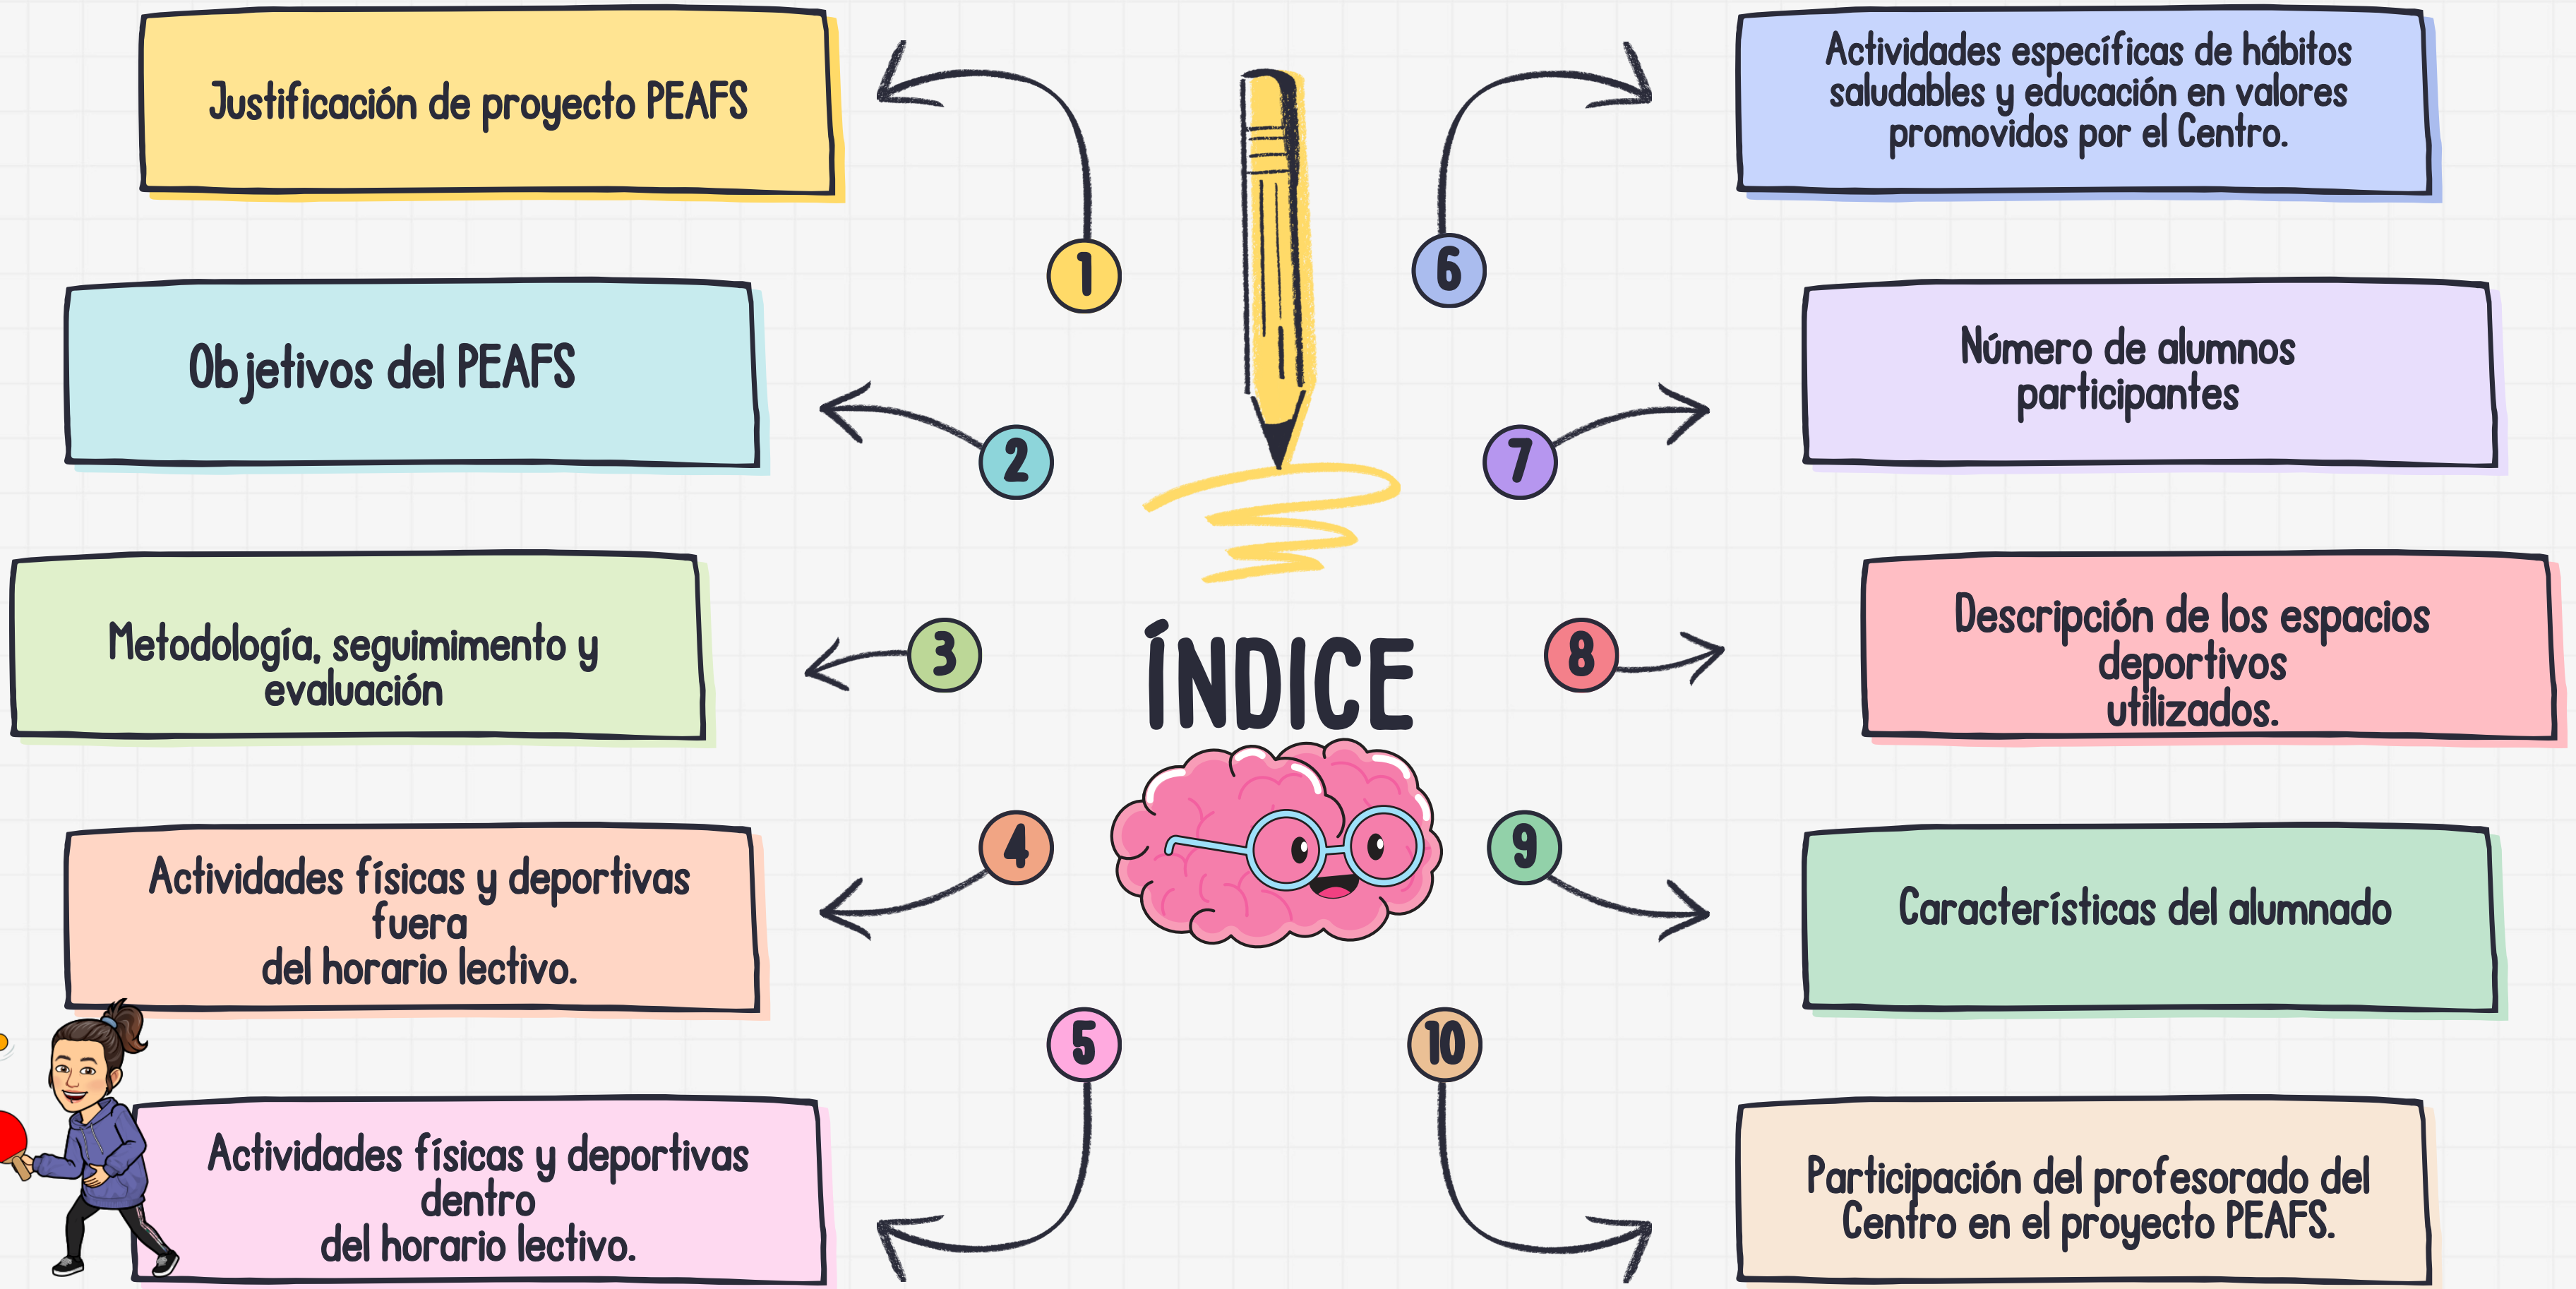 Justificación de proyecto PEAFS
1
Objetivos del PEAFS
2
Metodología, seguimimento y
evaluación
3
Actividades físicas y deportivas
fuera
del horario lectivo.
4
Actividades físicas y deportivas
dentro
del horario lectivo.
5
ÍNDICE
6
Actividades específicas de hábitos
saludables y educación en valores
promovidos por el Centro.
7
Número de alumnos
participantes
8
Descripción de los espacios
deportivos
utilizados.
9
Características del alumnado
10
Participación del profesorado del
Centro en el proyecto PEAFS.